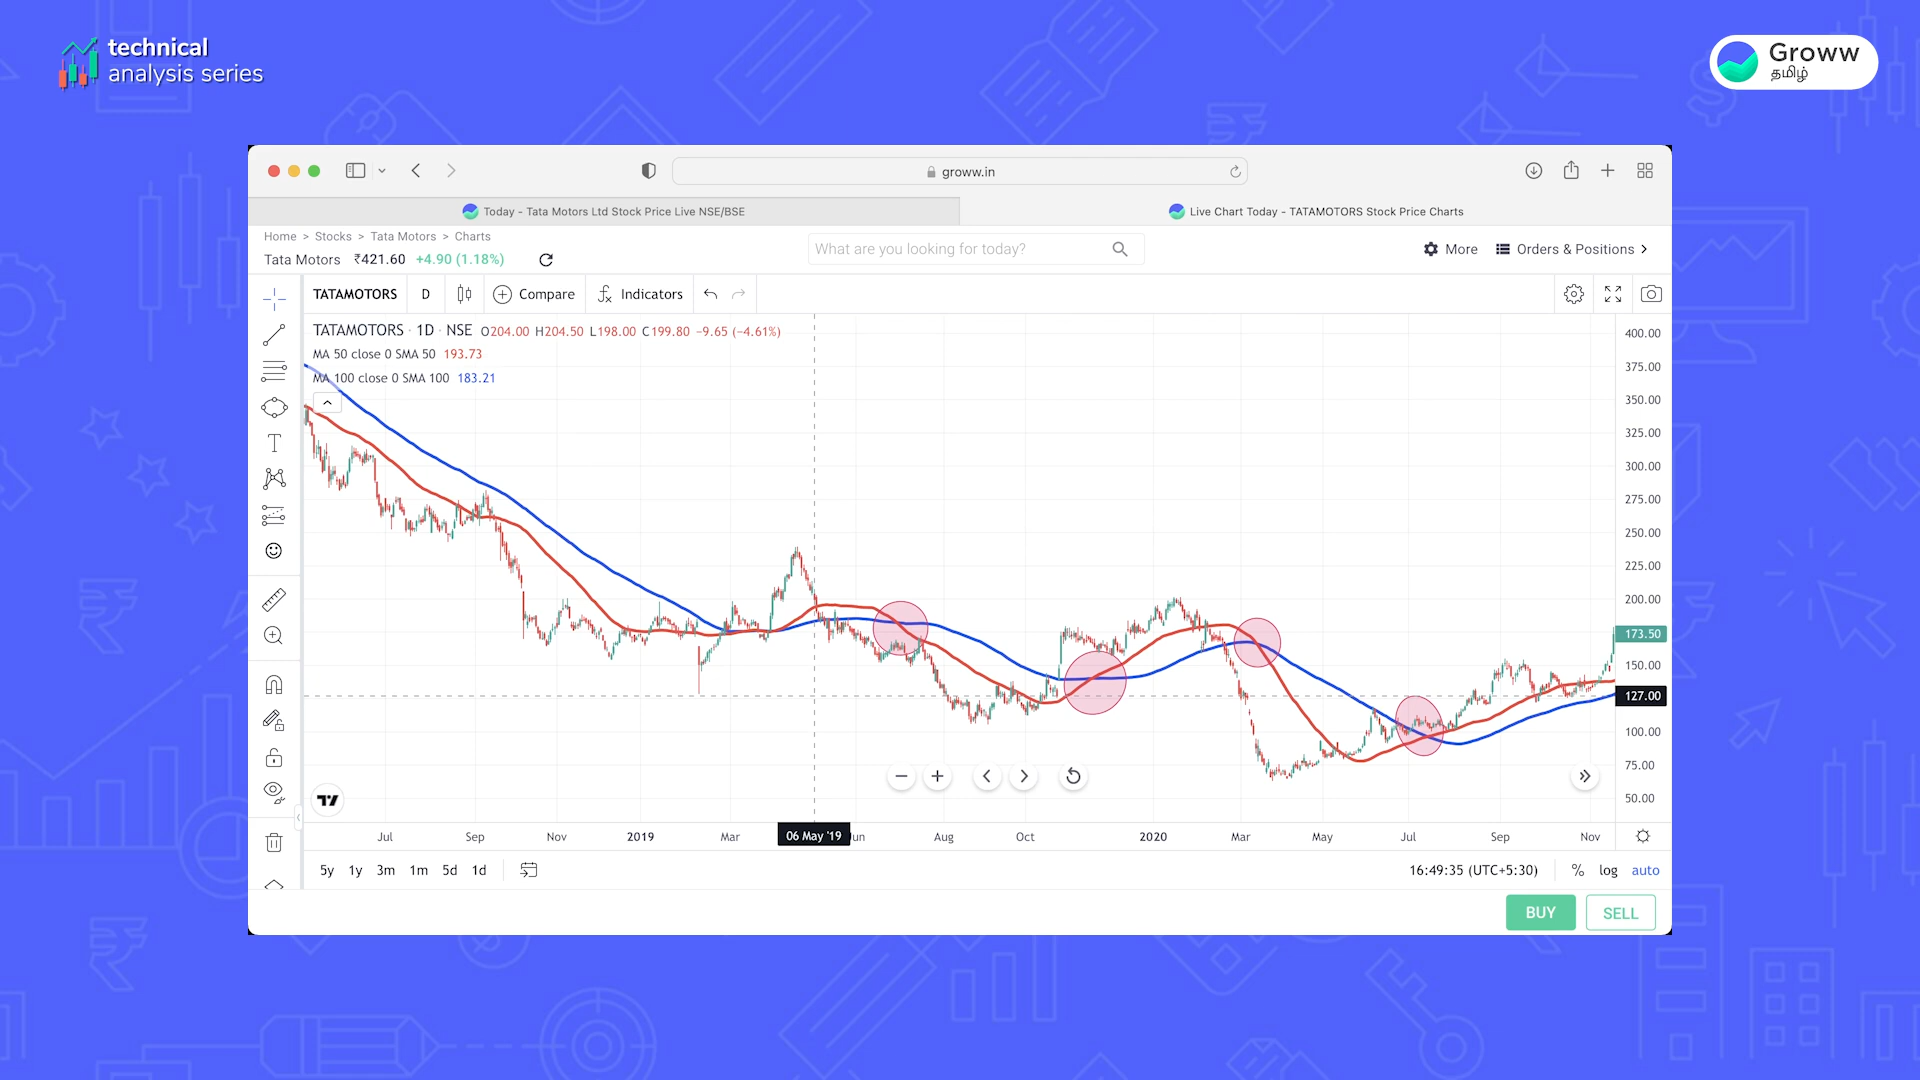 technical
analysis series
Groww
தமிழ்
groww.in
Today - Tata Motors Ltd Stock Price Live NSE/BSE
Live Chart Today - TATAMOTORS Stock Price Charts
Home > Stocks > Tata Motors > Charts
Tata Motors ₹421.60 +4.90 (1.18%)
What are you looking for today?
More
Orders & Positions
TATAMOTORS D Compare Indicators
TATAMOTORS · 1D · NSE O204.00 H204.50 L198.00 C199.80 -9.65 (-4.61%)
MA 50 close 0 SMA 50 193.73
MA 100 close 0 SMA 100 183.21
400.00
375.00
350.00
325.00
300.00
275.00
250.00
225.00
200.00
173.50
150.00
127.00
100.00
75.00
50.00
Jul Sep Nov 2019 Mar 06 May '19 Jun Aug Oct 2020 Mar May Jul Sep Nov
5y 1y 3m 1m 5d 1d
16:49:35 (UTC+5:30) % log auto
BUY SELL